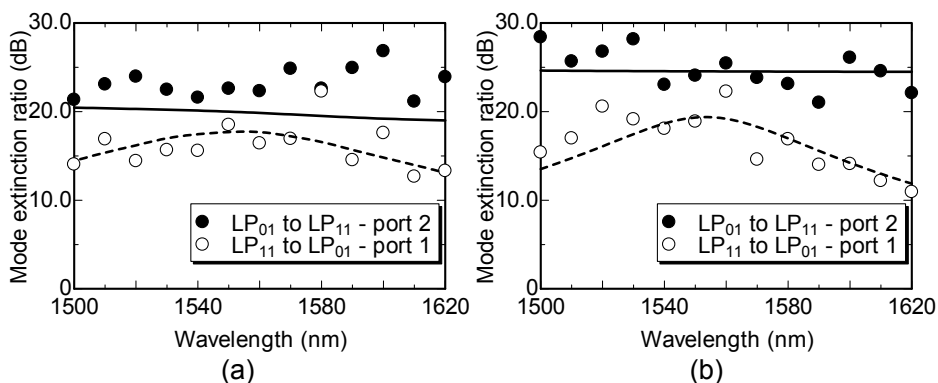 30.0
20.0
10.0
0
Mode extinction ratio (dB)
LP01 to LP11 - port 2
LP11 to LP01 - port 1
1500 1540 1580 1620
Wavelength (nm)
(a)
30.0
20.0
10.0
0
Mode extinction ratio (dB)
LP01 to LP11 - port 2
LP11 to LP01 - port 1
1500 1540 1580 1620
Wavelength (nm)
(b)